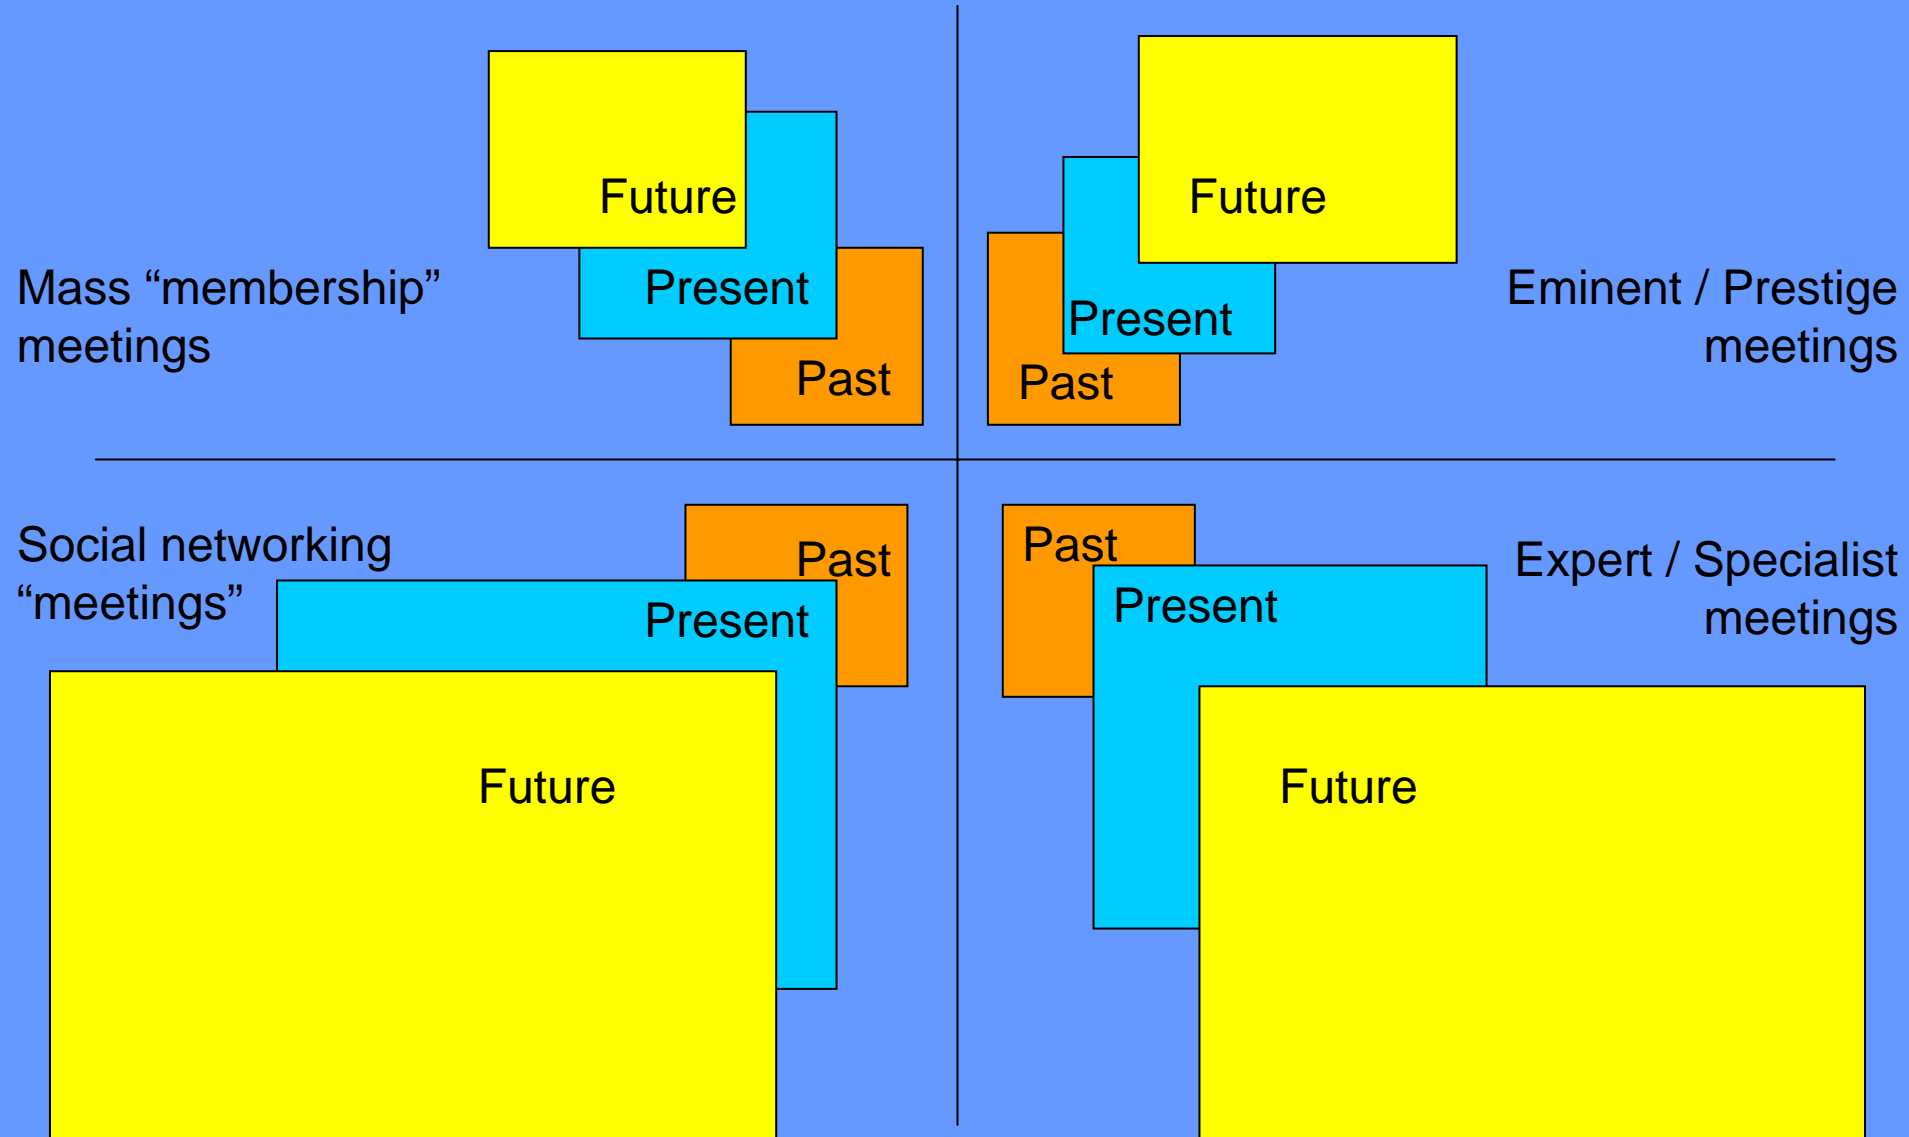 Future
Present
Past
Mass “membership”
meetings
Future
Present
Past
Eminent / Prestige
meetings
Social networking
“meetings”
Past
Present
Future
Past
Present
Future
Expert / Specialist
meetings